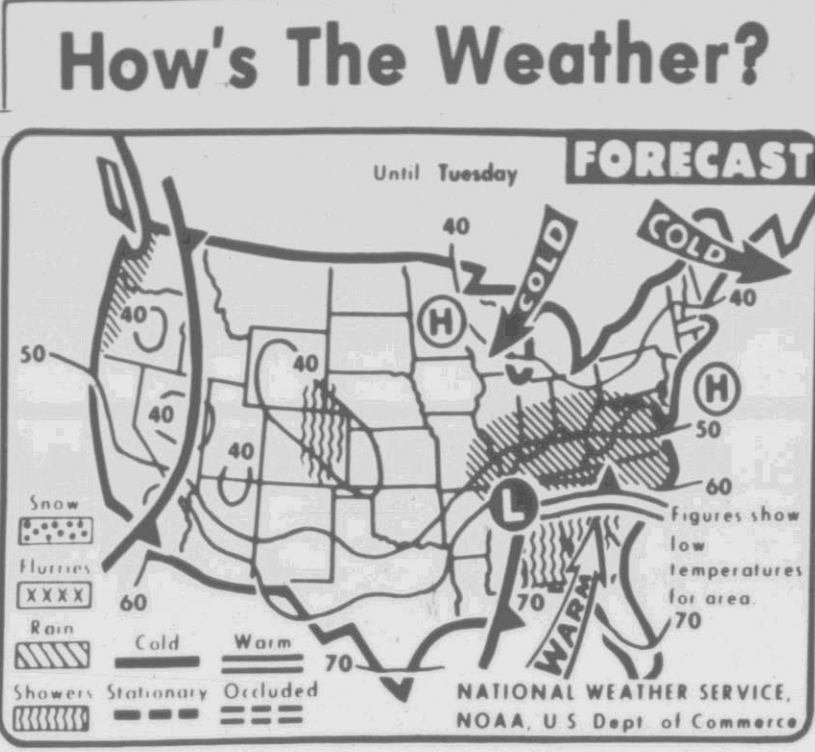 How's The Weather?
FORECAST
Until Tuesday
40
COLD
COLD
H
40
40
50
40
H
40
40
50
60
L
Snow
Figures show
low
temperatures
for area.
Flurries
XXXX
60
70
WARM
70
Rain
Cold
Warm
70
Showers
Stationary
Occluded
NATIONAL WEATHER SERVICE,
NOAA, U S Dept. of Commerce